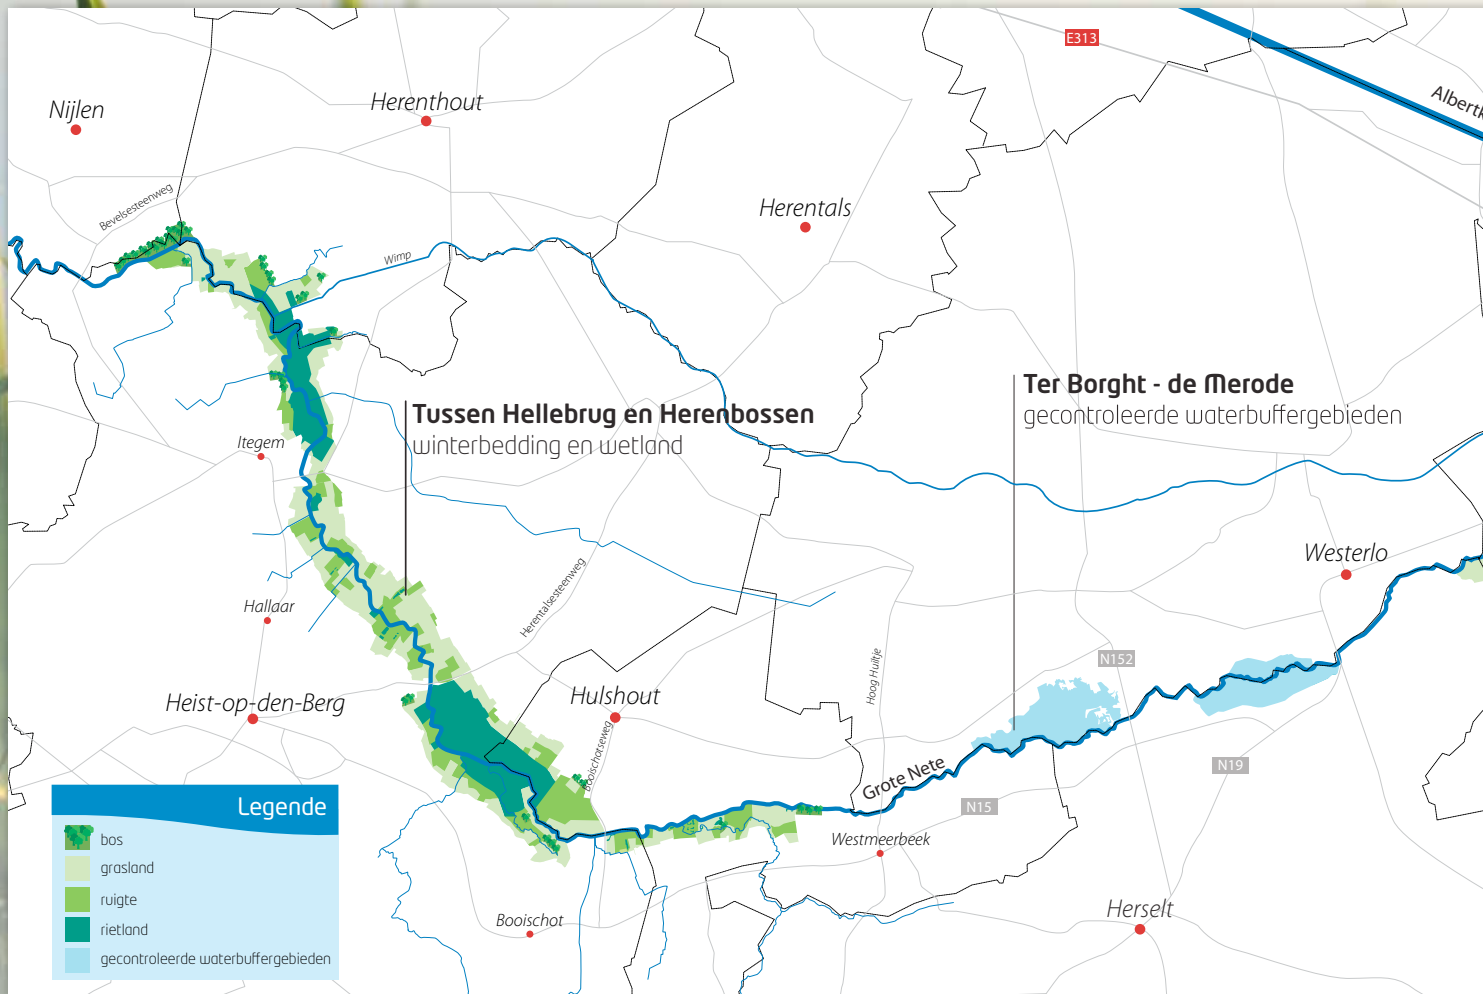 E313
Albertk
Nijlen
Herenthout
Bevelsesteenweg
Herentals
Wimp
Ter Borght - de Merode
gecontroleerde waterbuffergebieden
Tussen Hellebrug en Herenbossen
winterbedding en wetland
Itegem
Westerlo
Herentalsesteenweg
Hallaar
Hoog Huiltje
N152
Heist-op-den-Berg
Hulshout
Booischotseweg
N19
Grote Nete
N15
Westmeerbeek
Herselt
Booischot
Legende
bos
grasland
ruigte
rietland
gecontroleerde waterbuffergebieden